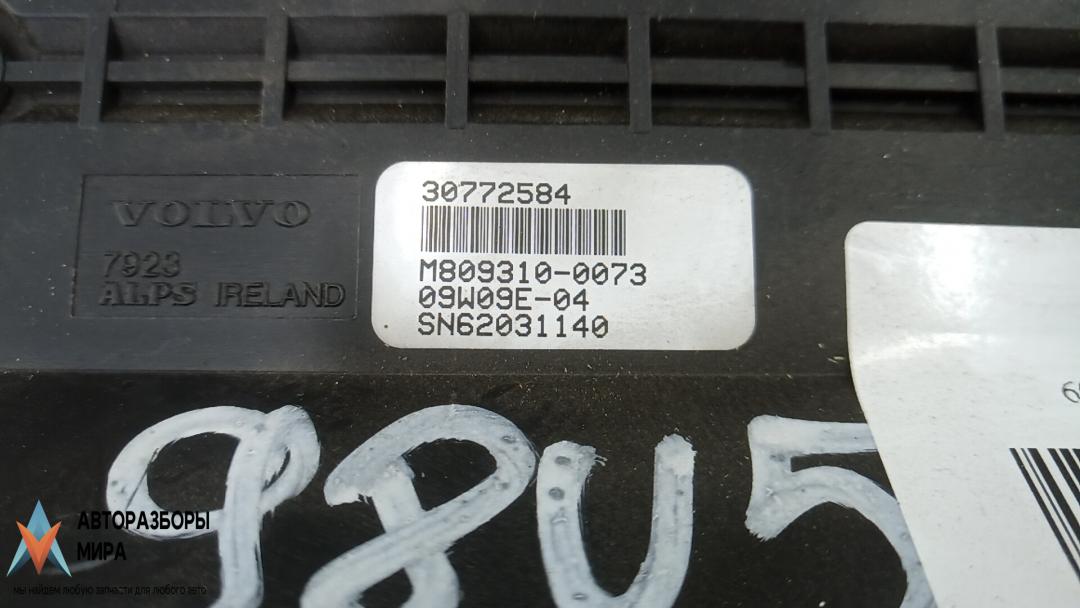 VOLVO
7923
ALPS IRELAND
30772584
M809310-0073
09W09E-04
SN62031140
98U5
АВТОРАЗБОРЫ
МИРА
мы найдем любую запчасти для любого авто